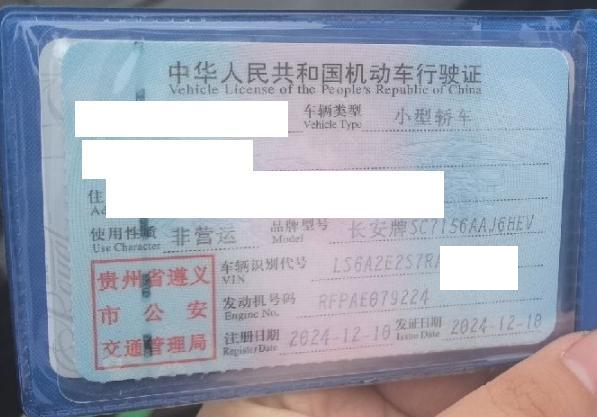 中华人民共和国机动车行驶证
Vehicle License of the People's Republic of China
车辆类型 小型轿车
Vehicle Type
住
使用性质 非营运 品牌型号 长安牌SC7156AAJ6HEV
Use Character Model
车辆识别代号 LS6A2E2S7RA
VIN
贵州省遵义
市公安
交通管理局
发动机号码 RFPAE079224
Engine No.
注册日期 2024-12-10 发证日期 2024-12-10
Register Date Issue Date